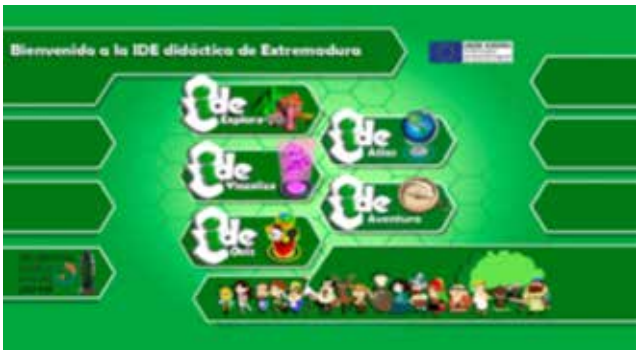 Bienvenido a la IDE didáctica de Extremadura
ide
Explora
ide
Atlas
ide
Visualiza
ide
Aventura
ide
Quiz